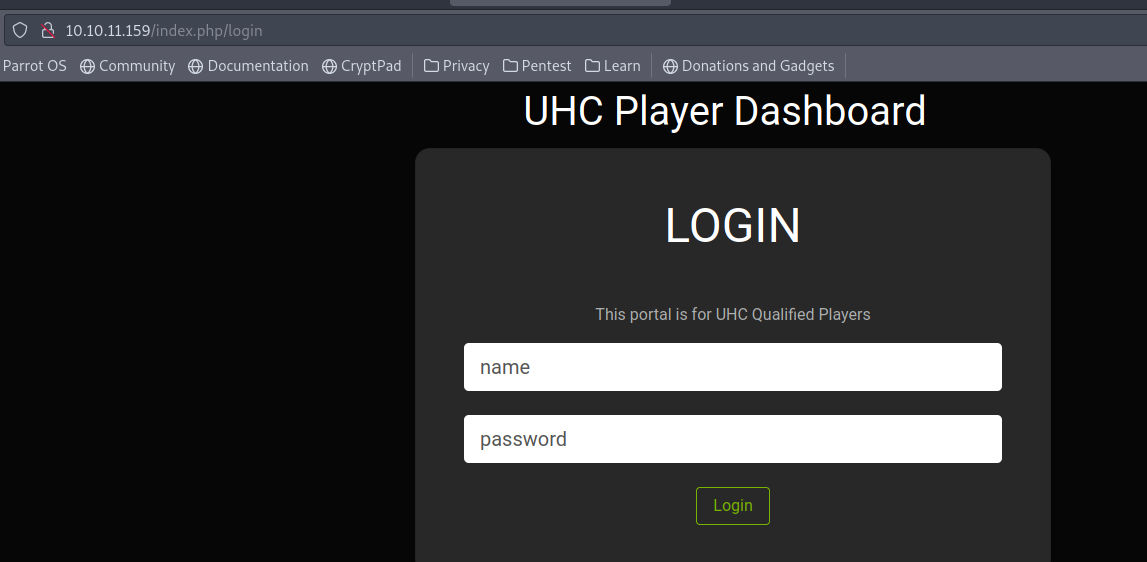 10.10.11.159/index.php/login
Parrot OS Community Documentation CryptPad Privacy Pentest Learn Donations and Gadgets
UHC Player Dashboard
LOGIN
This portal is for UHC Qualified Players
name
password
Login